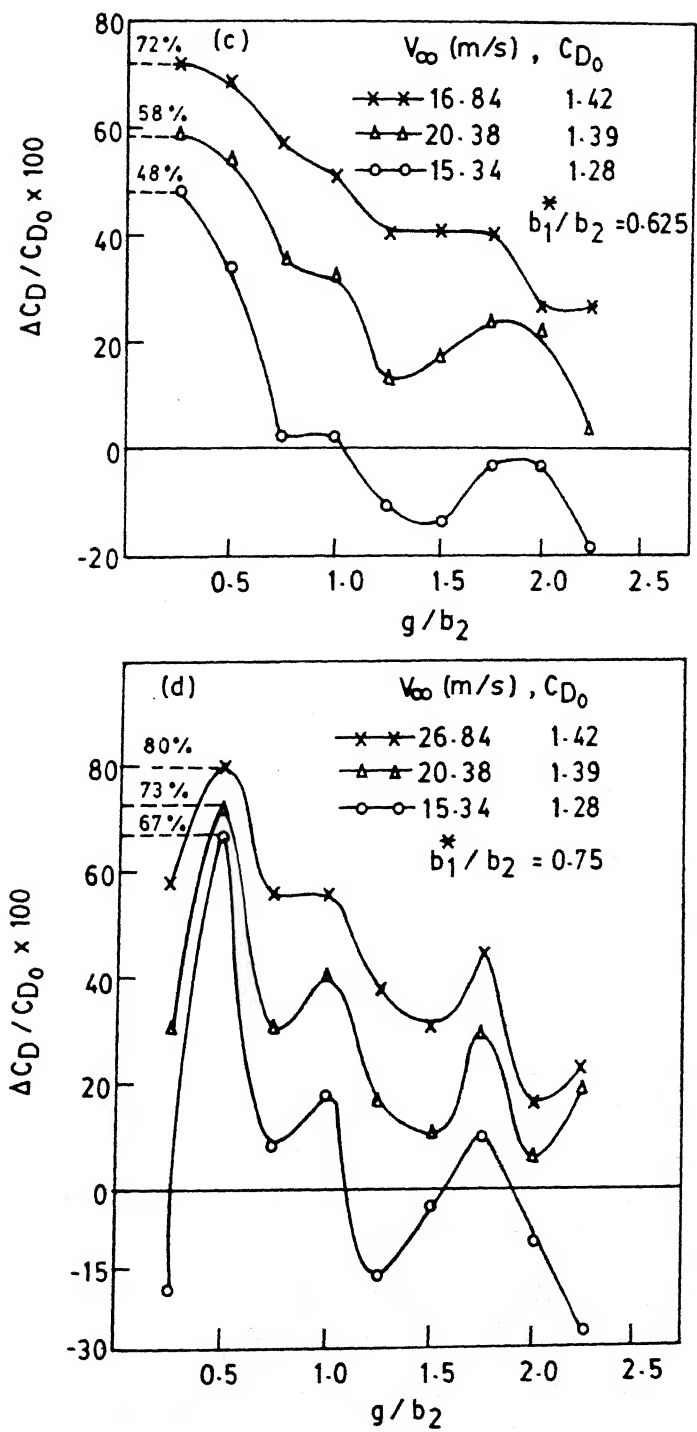 80
72% (c) V∞ (m/s) , CD₀
×—×—16.84 1.42
58%
60
△—△—20.38 1.39
48%
○—○—15.34 1.28
b₁*/b₂ = 0.625
40
20
0
-20
ΔCD / CD₀ × 100
0.5 1.0 1.5 2.0 2.5
g/b₂
(d) V∞ (m/s) , CD₀
80% ×—×—26.84 1.42
80
73% △—△—20.38 1.39
67% ○—○—15.34 1.28
b₁*/b₂ = 0.75
60
40
20
0
-15
-30
ΔCD / CD₀ × 100
0.5 1.0 1.5 2.0 2.5
g/b₂